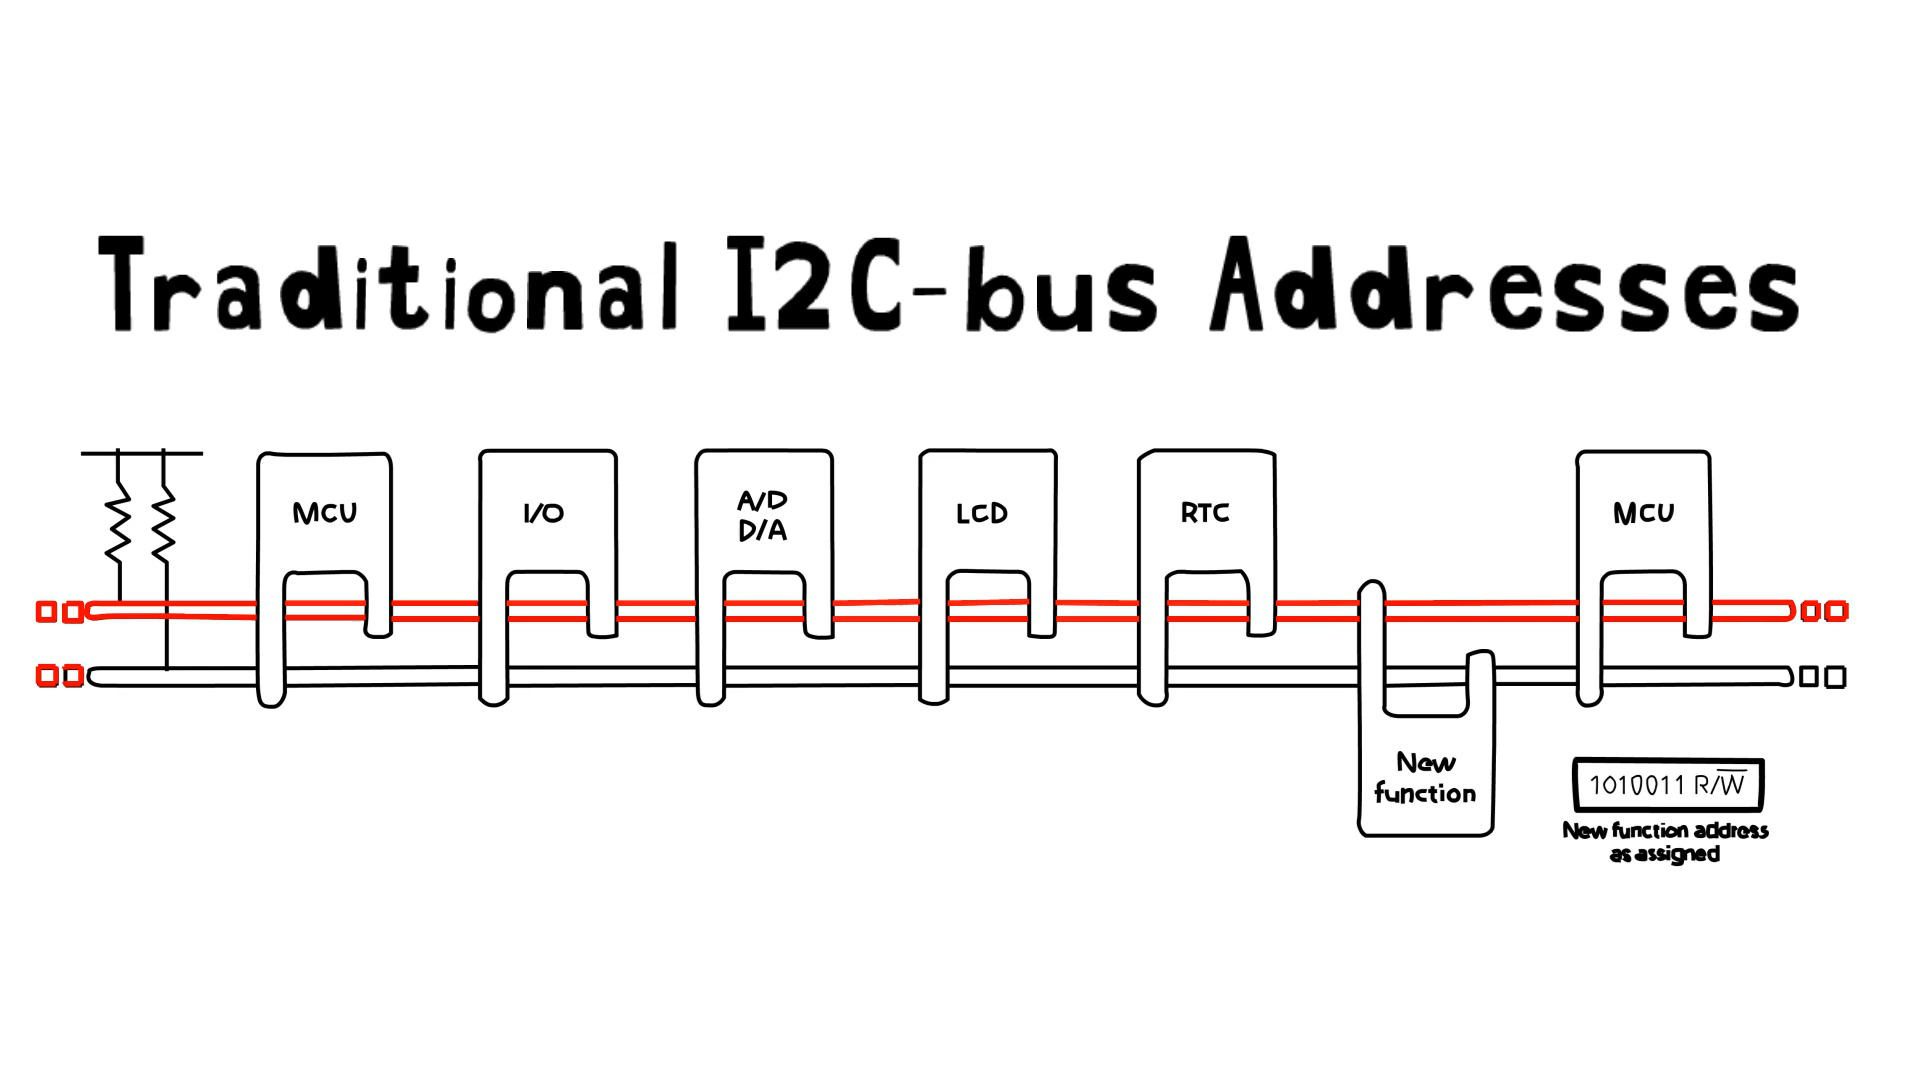 Traditional I2C-bus Addresses
MCU
I/O
A/D
D/A
LCD
RTC
MCU
New
function
1010011 R/W̅
New function address
as assigned